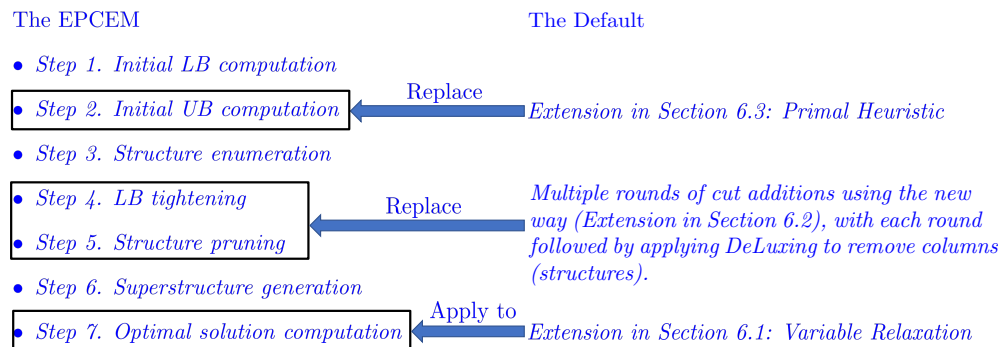 The EPCEM
The Default
• Step 1. Initial LB computation
• Step 2. Initial UB computation
Replace
Extension in Section 6.3: Primal Heuristic
• Step 3. Structure enumeration
• Step 4. LB tightening
• Step 5. Structure pruning
Replace
Multiple rounds of cut additions using the new
way (Extension in Section 6.2), with each round
followed by applying DeLuxing to remove columns
(structures).
• Step 6. Superstructure generation
• Step 7. Optimal solution computation
Apply to
Extension in Section 6.1: Variable Relaxation